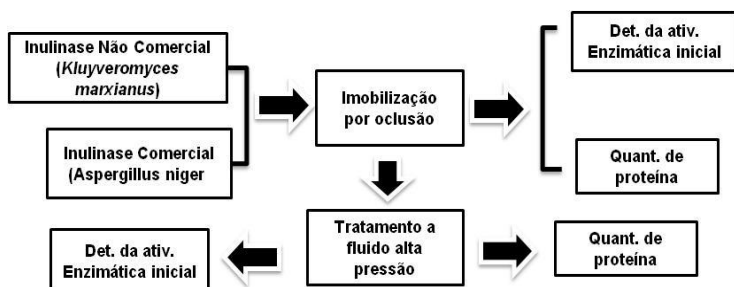 Inulinase Não Comercial
(Kluyveromyces
marxianus)
Inulinase Comercial
(Aspergillus niger
Imobilização
por oclusão
Det. da ativ.
Enzimática inicial
Quant. de
proteína
Tratamento a
fluido alta
pressão
Det. da ativ.
Enzimática inicial
Quant. de
proteína